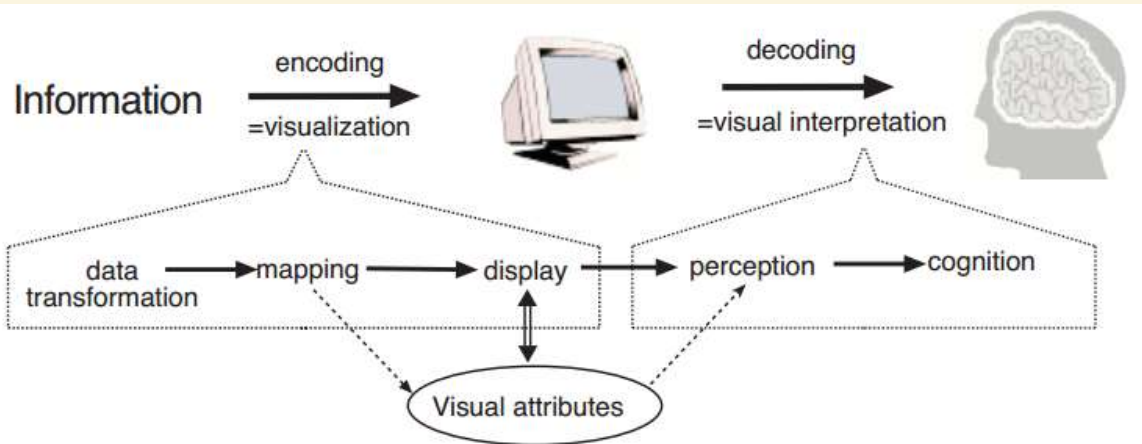 encoding
decoding
Information
=visualization
=visual interpretation
data
transformation
mapping
display
perception
cognition
Visual attributes